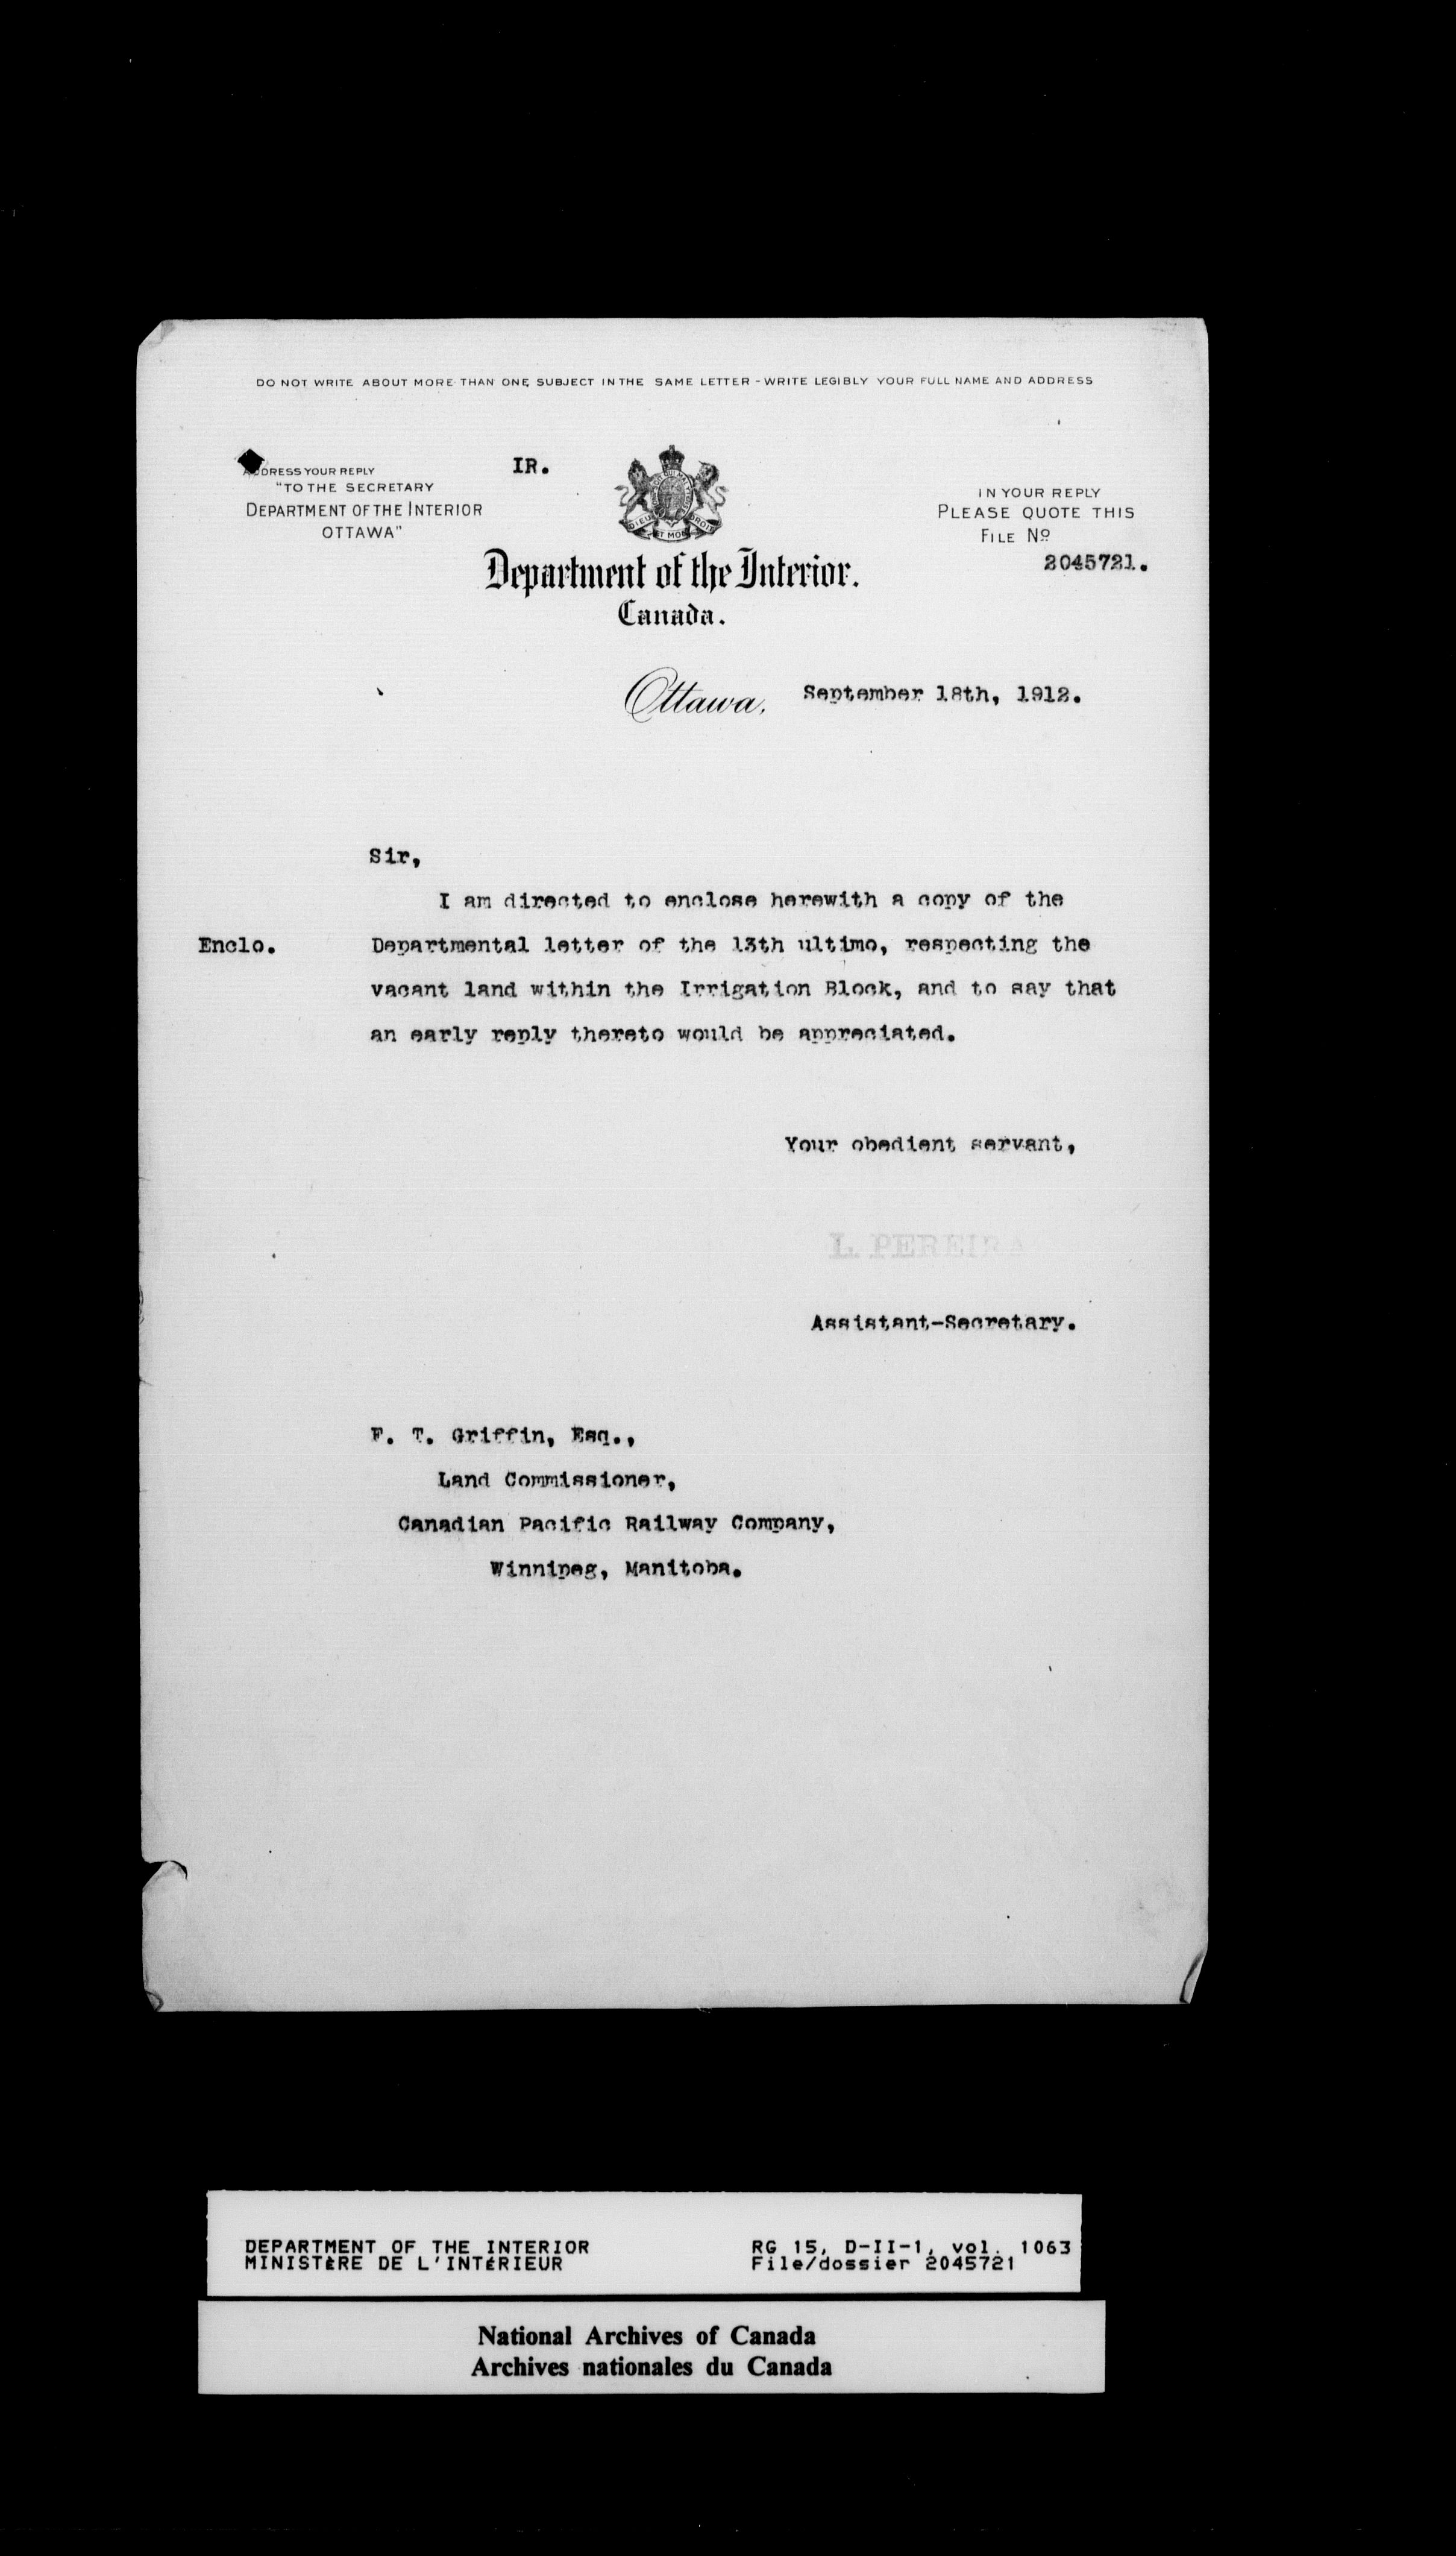 DO NOT WRITE ABOUT MORE THAN ONE SUBJECT IN THE SAME LETTER - WRITE LEGIBLY YOUR FULL NAME AND ADDRESS
ADDRESS YOUR REPLY
"TO THE SECRETARY
DEPARTMENT OF THE INTERIOR
OTTAWA"
IR.
DIEU ET MON DROIT
IN YOUR REPLY
PLEASE QUOTE THIS
FILE No
2045721.
Department of the Interior.
Canada.
Ottawa, September 18th, 1912.
Sir,
I am directed to enclose herewith a copy of the
Enclo. Departmental letter of the 13th ultimo, respecting the
vacant land within the Irrigation Block, and to say that
an early reply thereto would be appreciated.
Your obedient servant,
L. PEREIRA
Assistant-Secretary.
F. T. Griffin, Esq.,
Land Commissioner,
Canadian Pacific Railway Company,
Winnipeg, Manitoba.
DEPARTMENT OF THE INTERIOR
MINISTÈRE DE L'INTÉRIEUR
RG 15, D-II-1, vol. 1063
File/dossier 2045721
National Archives of Canada
Archives nationales du Canada